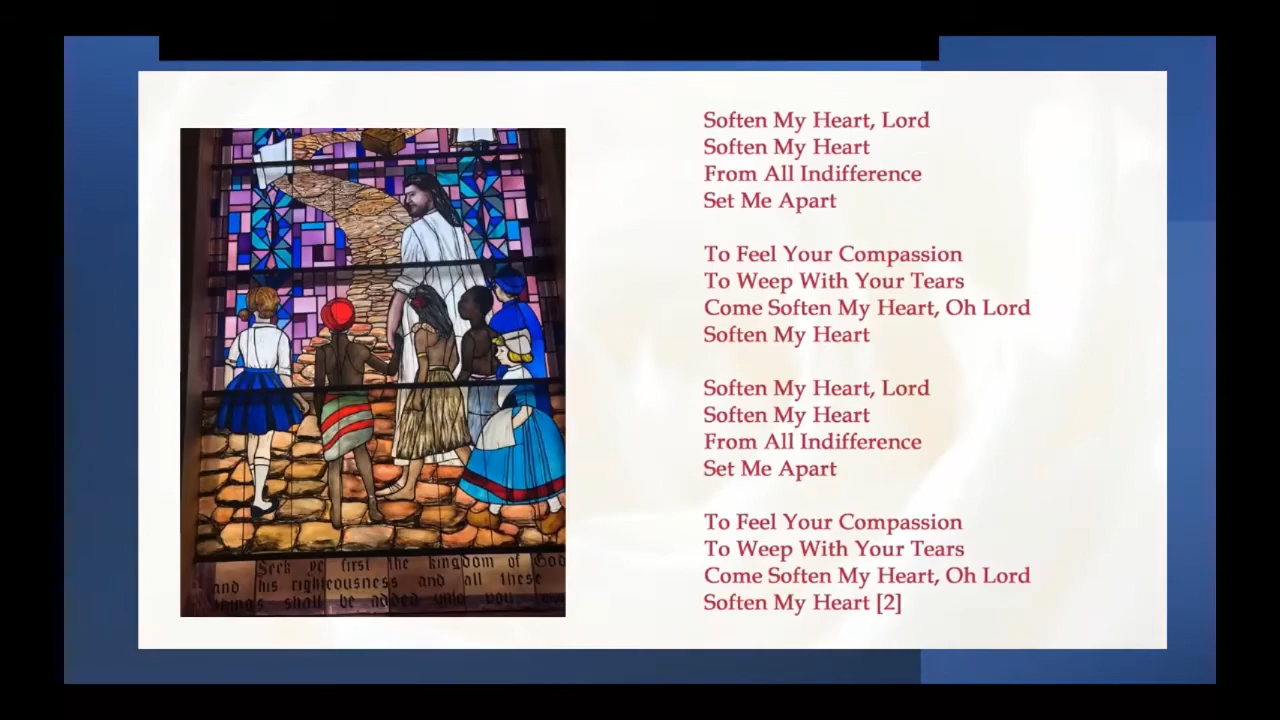 Seek ye first the kingdom of God
and his righteousness and all these
things shall be added unto you
Soften My Heart, Lord
Soften My Heart
From All Indifference
Set Me Apart
To Feel Your Compassion
To Weep With Your Tears
Come Soften My Heart, Oh Lord
Soften My Heart
Soften My Heart, Lord
Soften My Heart
From All Indifference
Set Me Apart
To Feel Your Compassion
To Weep With Your Tears
Come Soften My Heart, Oh Lord
Soften My Heart [2]